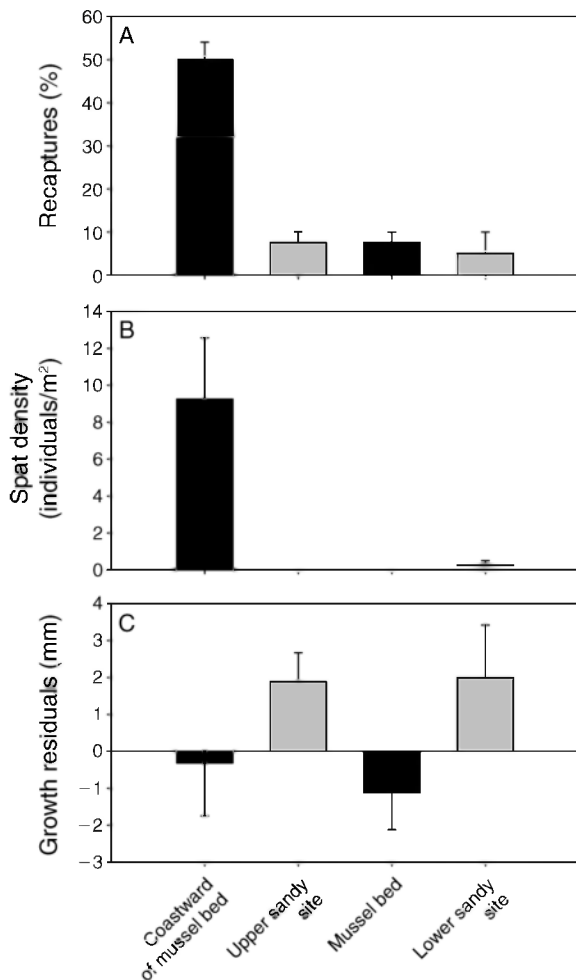 A
Recaptures (%)
60
50
40
30
20
10
0
B
Spat density
(individuals/m²)
14
12
10
8
6
4
2
0
C
Growth residuals (mm)
4
3
2
1
0
−1
−2
−3
Coastward
of mussel bed
Upper sandy
site
Mussel bed
Lower sandy
site